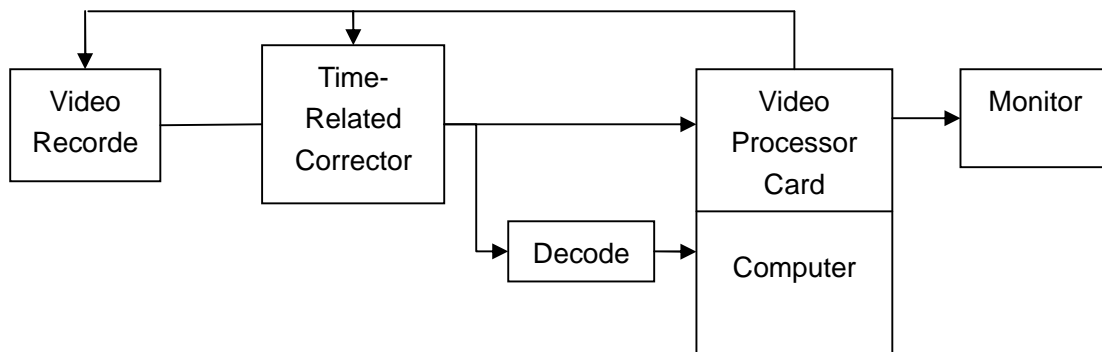 Video
Recorde
Time-
Related
Corrector
Video
Processor
Card
Monitor
Decode
Computer